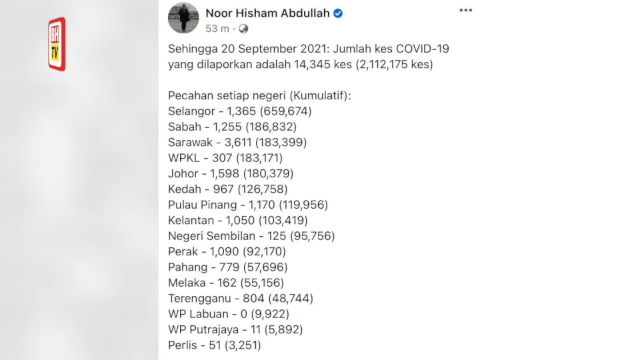 BH
TV
Noor Hisham Abdullah
53 m ·
Sehingga 20 September 2021: Jumlah kes COVID-19
yang dilaporkan adalah 14,345 kes (2,112,175 kes)
Pecahan setiap negeri (Kumulatif):
Selangor - 1,365 (659,674)
Sabah - 1,255 (186,832)
Sarawak - 3,611 (183,399)
WPKL - 307 (183,171)
Johor - 1,598 (180,379)
Kedah - 967 (126,758)
Pulau Pinang - 1,170 (119,956)
Kelantan - 1,050 (103,419)
Negeri Sembilan - 125 (95,756)
Perak - 1,090 (92,170)
Pahang - 779 (57,696)
Melaka - 162 (55,156)
Terengganu - 804 (48,744)
WP Labuan - 0 (9,922)
WP Putrajaya - 11 (5,892)
Perlis - 51 (3,251)